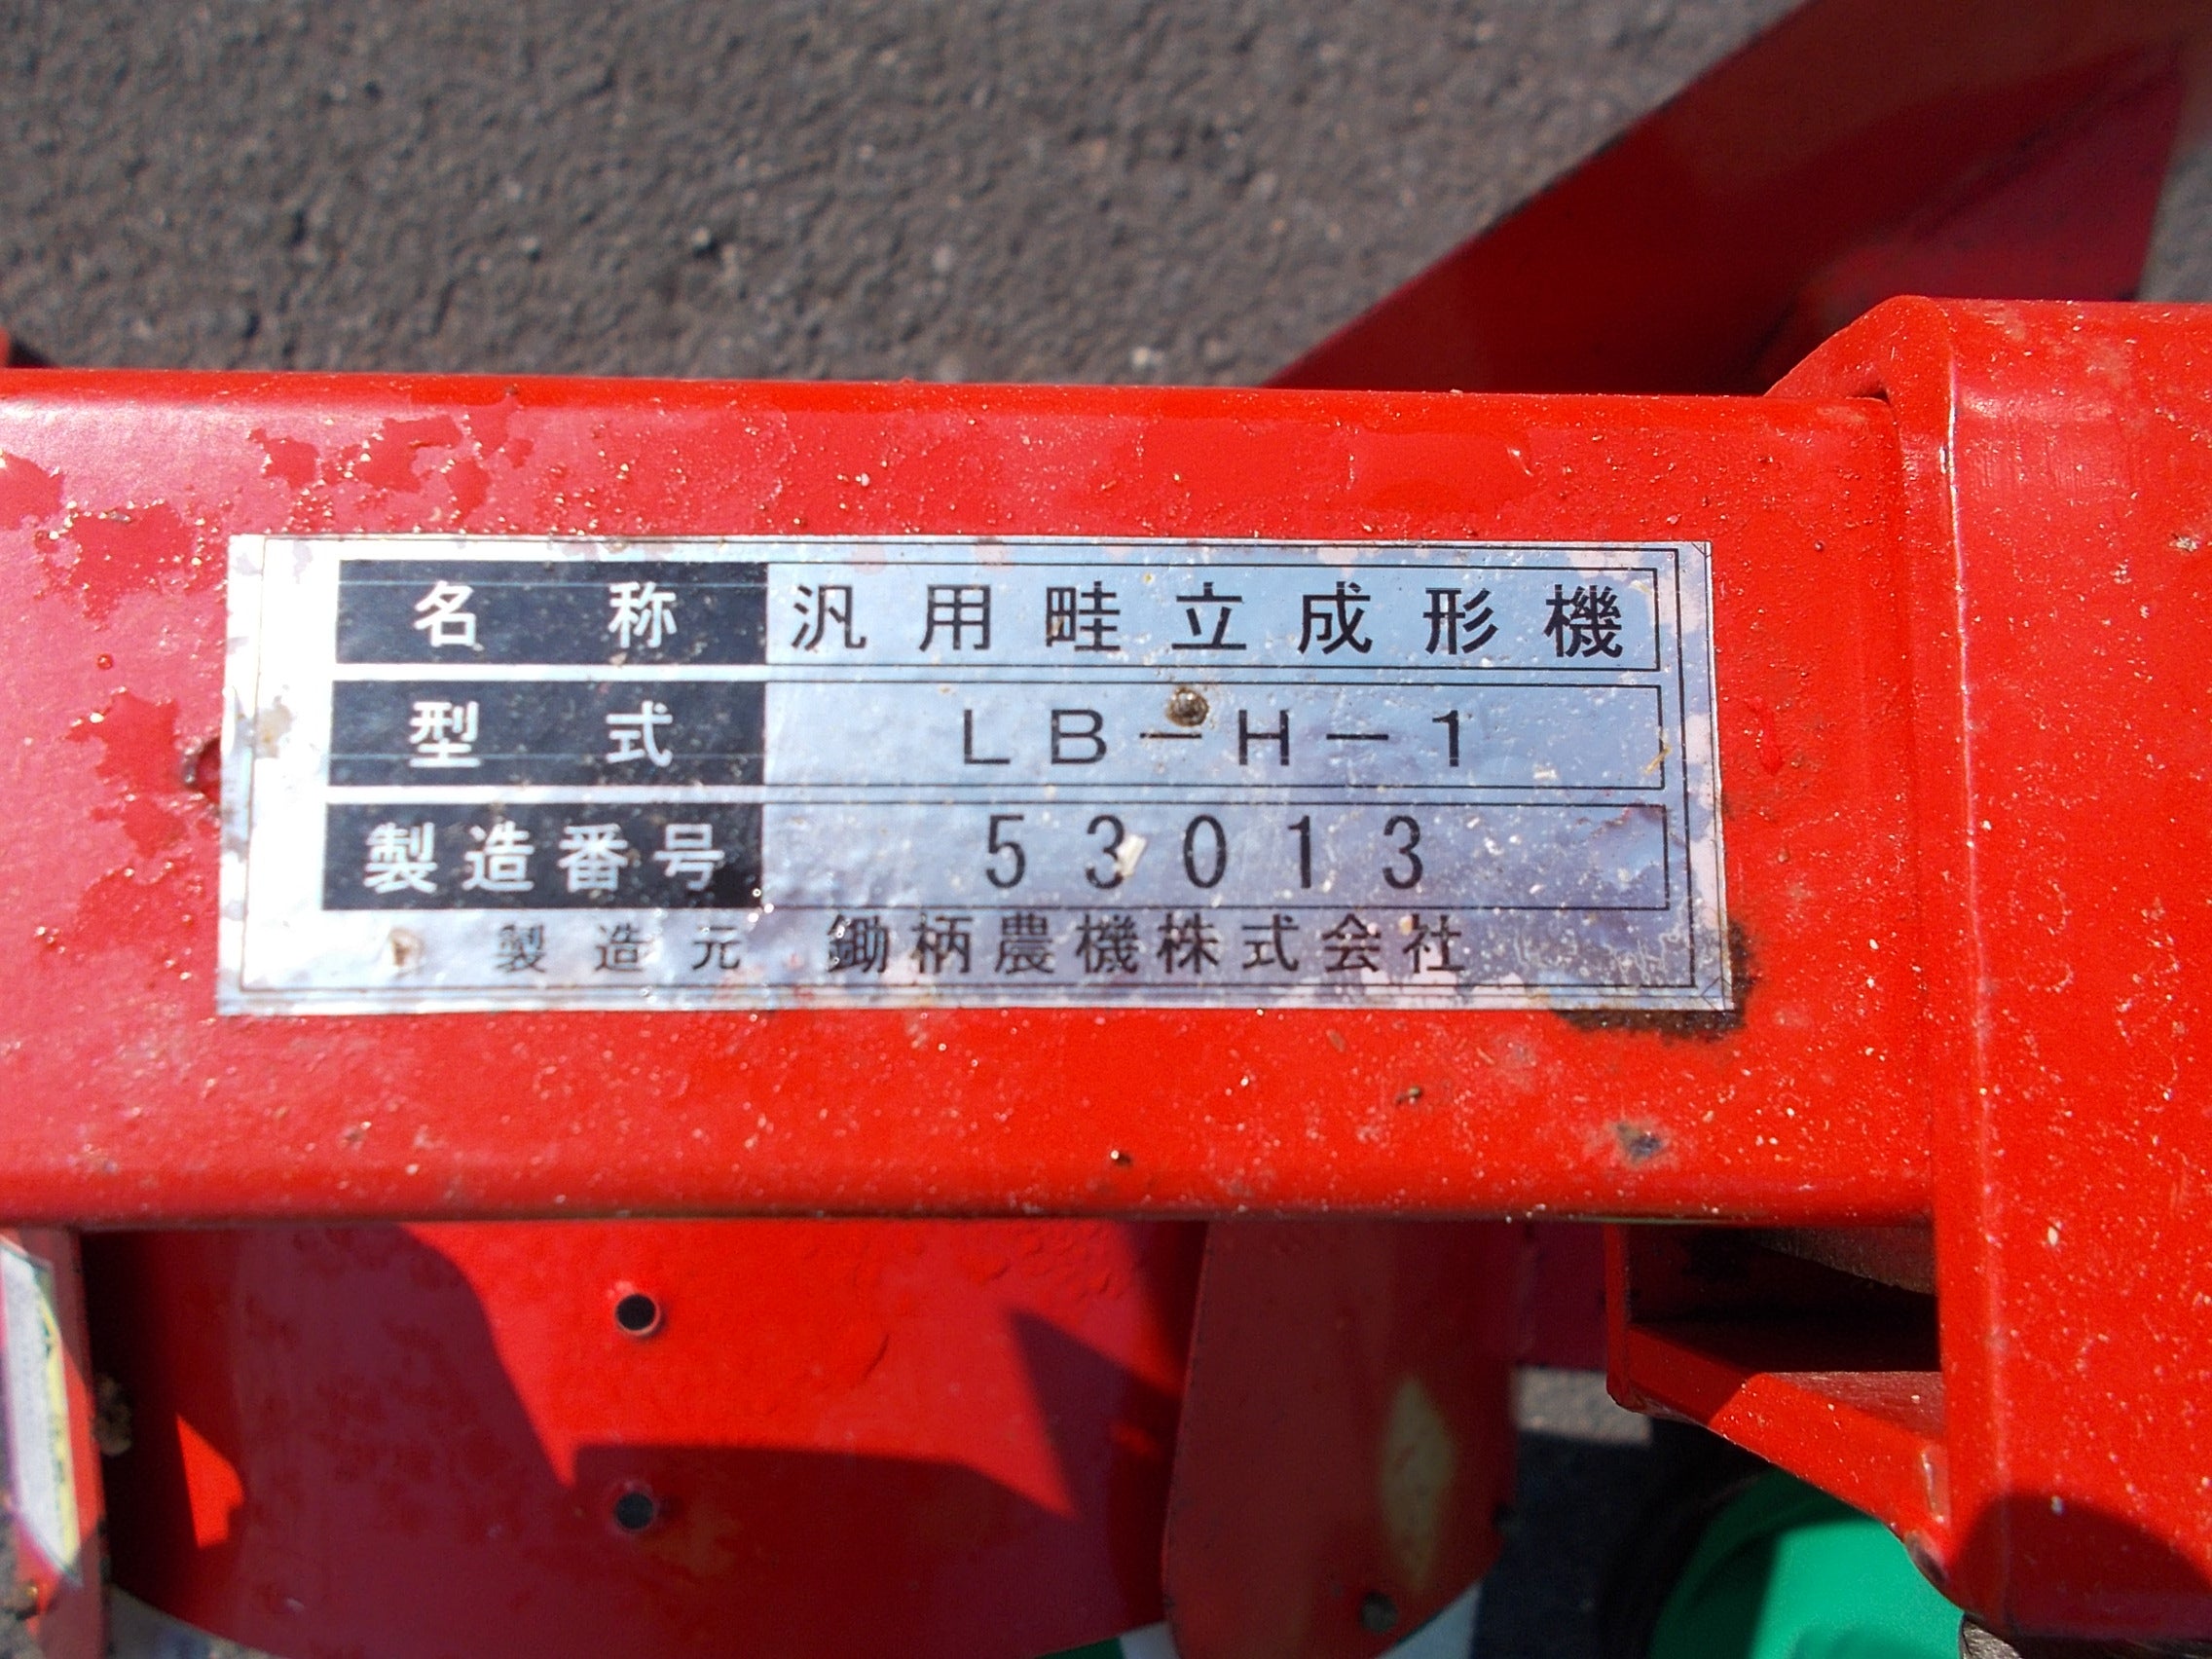 名称 汎用畦立成形機
型式 LB-H-1
製造番号 53013
製造元 鋤柄農機株式会社